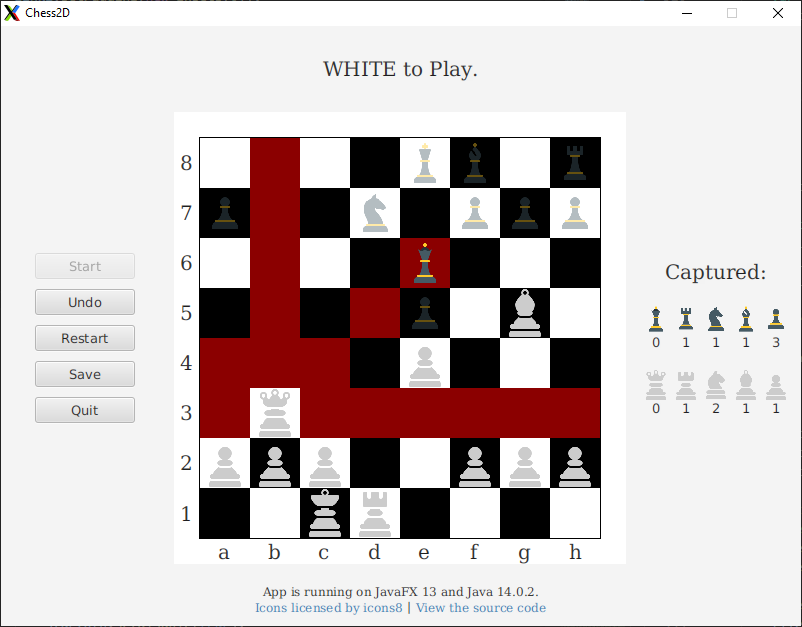 Chess2D
WHITE to Play.
8
7
6
5
4
3
2
1
a b c d e f g h
Start
Undo
Restart
Save
Quit
Captured:
0 1 1 1 3
0 1 2 1 1
App is running on JavaFX 13 and Java 14.0.2.
Icons licensed by icons8 | View the source code